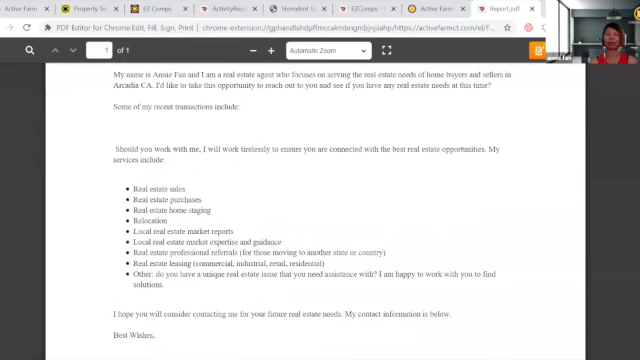 Active Farm
Property S
EZ Comps
ActivityRepo
Homebot St
EZComps -
Active Farmi
Report.pdf
PDF Editor for Chrome Edit, Fill, Sign, Print
chrome-extension://gphandlahdpffmccakmbngmbjnjiiahp/https://activefarmct.com/el/F
1 of 1
Automatic Zoom
annie fan
My name is Annie Fan and I am a real estate agent who focuses on serving the real estate needs of home buyers and sellers in
Arcadia CA. I'd like to take this opportunity to reach out to you and see if you have any real estate needs at this time?
Some of my recent transactions include:
Should you work with me, I will work tirelessly to ensure you are connected with the best real estate opportunities. My
services include:
• Real estate sales
• Real estate purchases
• Real estate home staging
• Relocation
• Local real estate market reports
• Local real estate market expertise and guidance
• Real estate professional referrals (for those moving to another state or country)
• Real estate leasing (commercial, industrial, retail, residential)
• Other: do you have a unique real estate issue that you need assistance with? I am happy to work with you to find
solutions.
I hope you will consider contacting me for your future real estate needs. My contact information is below.
Best Wishes,